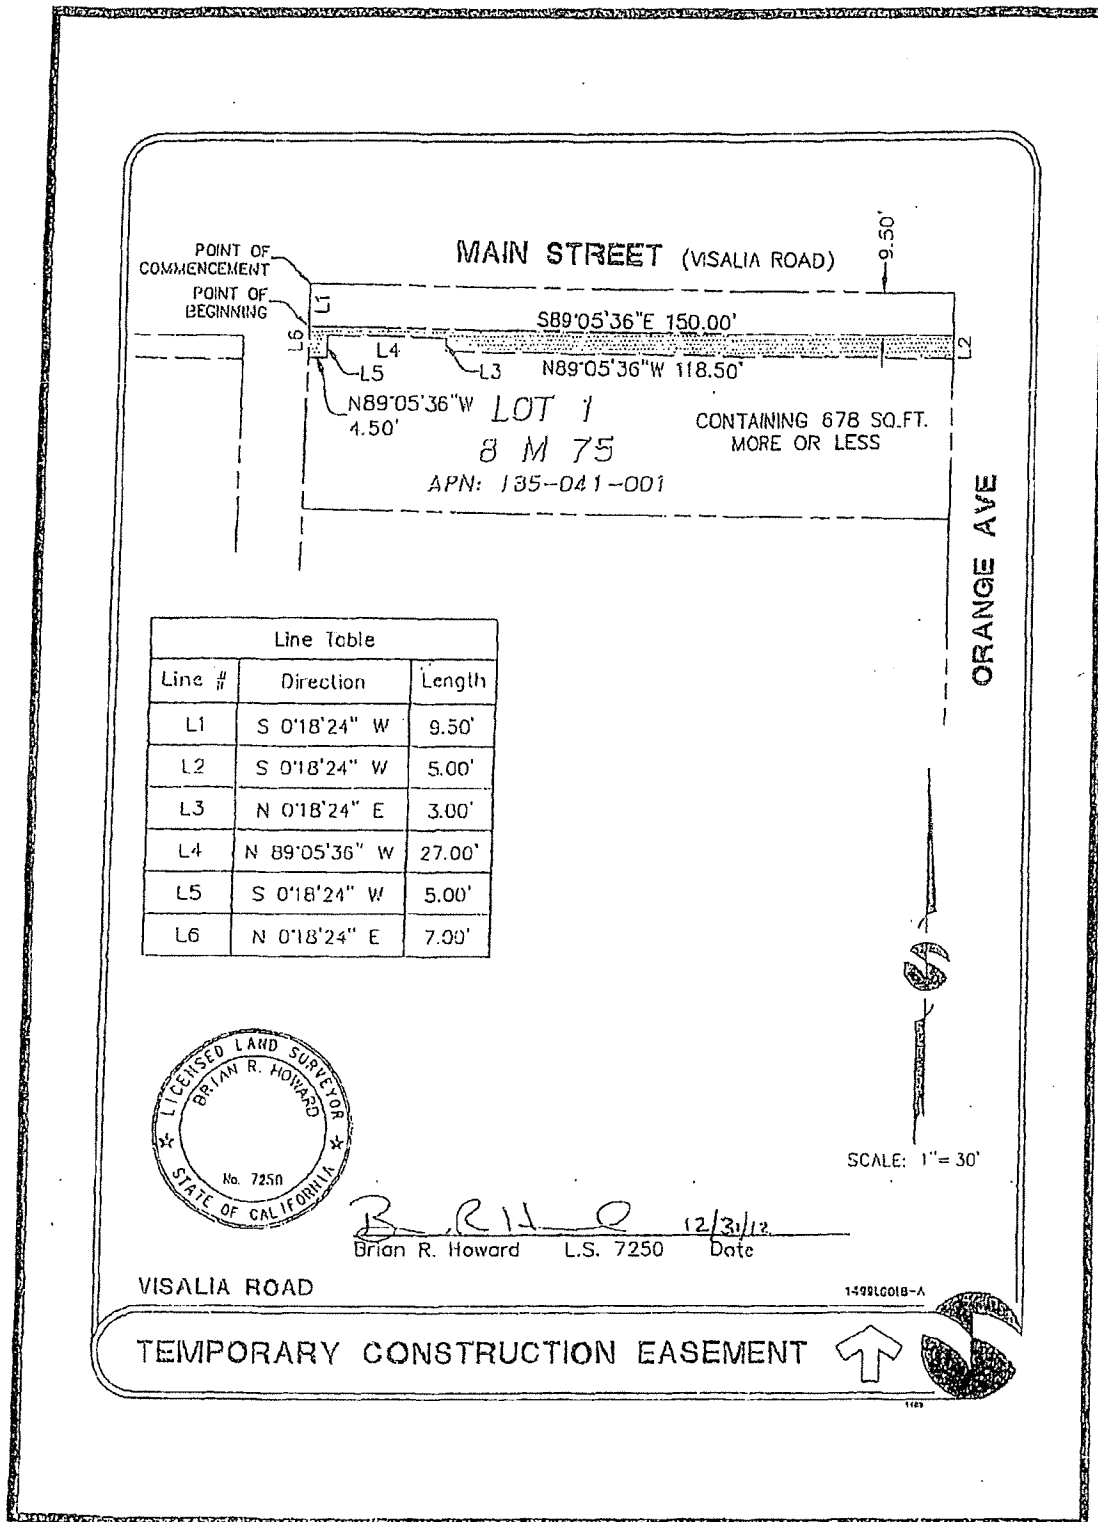 MAIN STREET (VISALIA ROAD)
9.50'
POINT OF
COMMENCEMENT
POINT OF
BEGINNING
L1
S89°05'36"E 150.00'
L6
L4
L5
L3
N89°05'36"W 118.50'
L2
N89°05'36"W
4.50'
LOT 1
8 M 75
APN: 135-041-001
CONTAINING 678 SQ.FT.
MORE OR LESS
ORANGE AVE
Line Table
Line # Direction Length
L1 S 0°18'24" W 9.50'
L2 S 0°18'24" W 5.00'
L3 N 0°18'24" E 3.00'
L4 N 89°05'36" W 27.00'
L5 S 0°18'24" W 5.00'
L6 N 0°18'24" E 7.00'
LICENSED LAND SURVEYOR
BRIAN R. HOWARD
No. 7250
STATE OF CALIFORNIA
SCALE: 1"= 30'
12/31/12
Brian R. Howard L.S. 7250 Date
VISALIA ROAD
TEMPORARY CONSTRUCTION EASEMENT